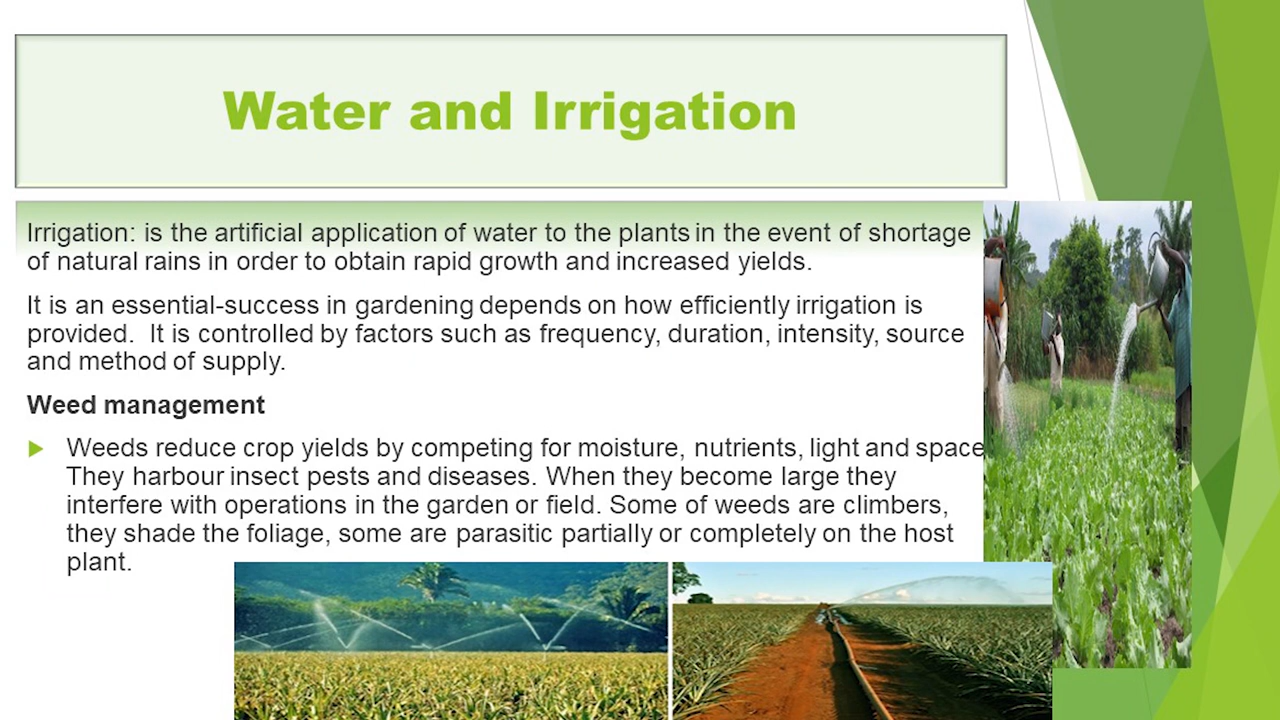 Water and Irrigation
Irrigation: is the artificial application of water to the plants in the event of shortage
of natural rains in order to obtain rapid growth and increased yields.
It is an essential-success in gardening depends on how efficiently irrigation is
provided.  It is controlled by factors such as frequency, duration, intensity, source
and method of supply.
Weed management
Weeds reduce crop yields by competing for moisture, nutrients, light and space
They harbour insect pests and diseases. When they become large they
interfere with operations in the garden or field. Some of weeds are climbers,
they shade the foliage, some are parasitic partially or completely on the host
plant.